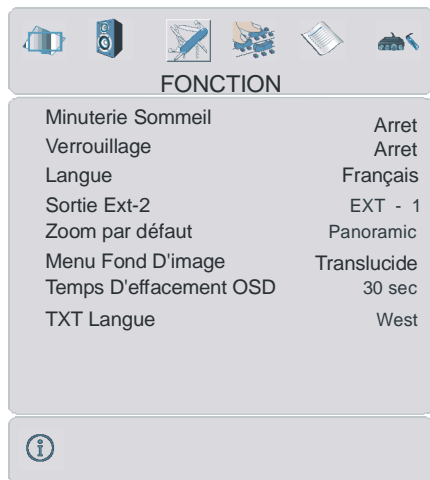 FONCTION
Minuterie Sommeil Arret
Verrouillage Arret
Langue Français
Sortie Ext-2 EXT - 1
Zoom par défaut Panoramic
Menu Fond D'image Translucide
Temps D'effacement OSD 30 sec
TXT Langue West